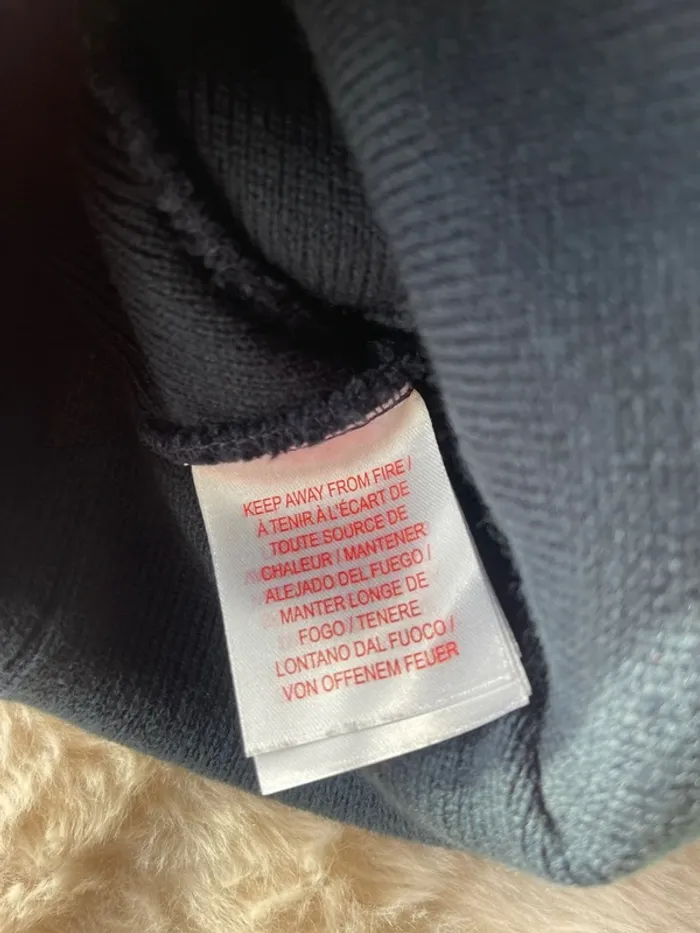 KEEP AWAY FROM FIRE /
À TENIR À L'ÉCART DE
TOUTE SOURCE DE
CHALEUR / MANTENER
ALEJADO DEL FUEGO /
MANTER LONGE DE
FOGO / TENERE
LONTANO DAL FUOCO /
VON OFFENEM FEUER